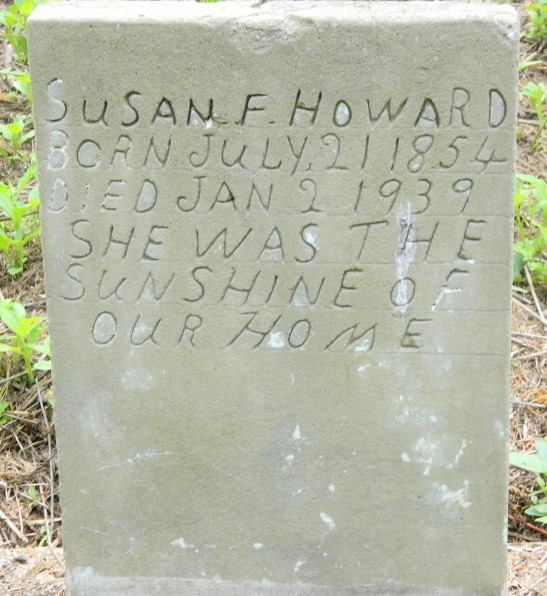 SUSAN F. HOWARD
BORN JULY, 21 1854
DIED JAN 2 1939
SHE WAS THE
SUNSHINE OF
OUR HOME